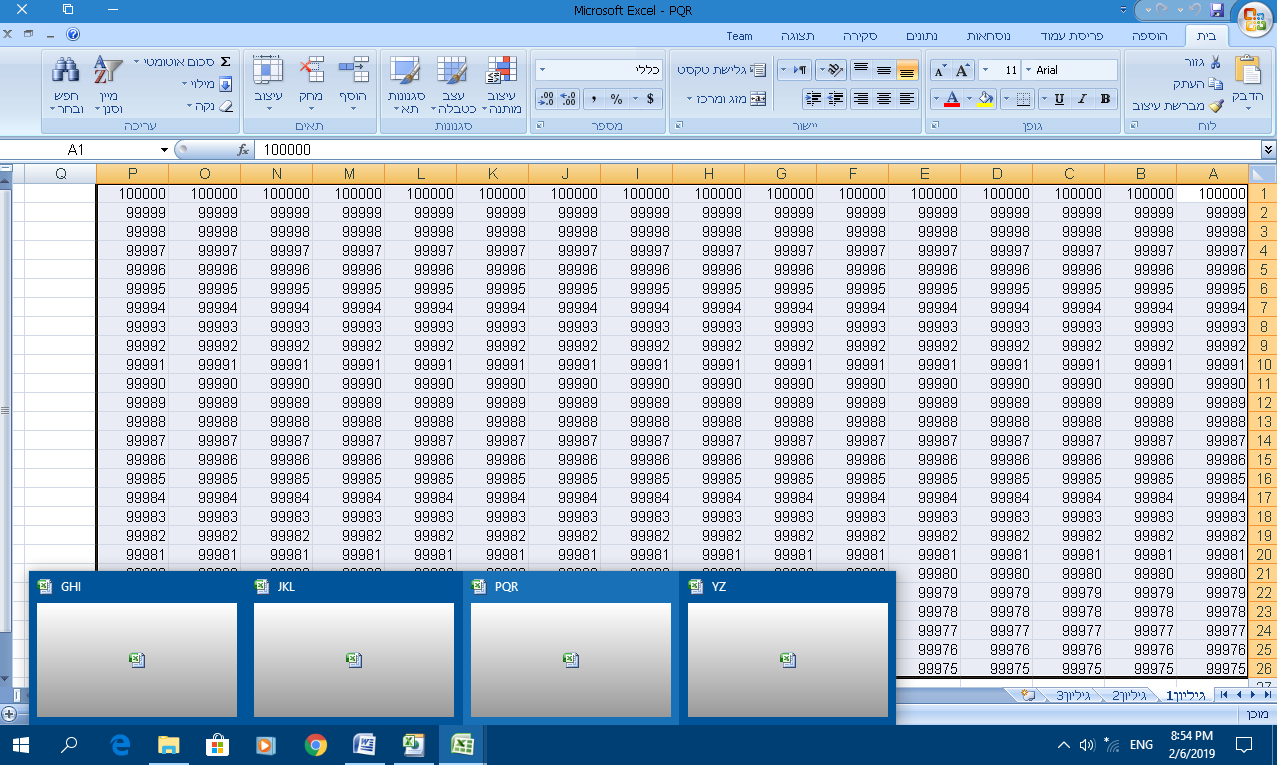 Microsoft Excel - PQR
בית הוספה פריסת עמוד נוסחאות נתונים סקירה תצוגה Team
הדבק גזור העתק מברשת עיצוב
לוח
Arial 11
B I U
גופן
גלישת טקסט
מזג ומרכז
יישור
כללי
$ % ,
מספר
עיצוב מותנה
עצב כטבלה
סגנונות תא
סגנונות
הוסף מחק עיצוב
תאים
Σ סכום אוטומטי
מילוי
נקה
מיין וסנן
חפש ובחר
עריכה
A1 fx 100000
A B C D E F G H I J K L M N O P Q
1 100000 100000 100000 100000 100000 100000 100000 100000 100000 100000 100000 100000 100000 100000 100000 100000
2 99999 99999 99999 99999 99999 99999 99999 99999 99999 99999 99999 99999 99999 99999 99999 99999
3 99998 99998 99998 99998 99998 99998 99998 99998 99998 99998 99998 99998 99998 99998 99998 99998
4 99997 99997 99997 99997 99997 99997 99997 99997 99997 99997 99997 99997 99997 99997 99997 99997
5 99996 99996 99996 99996 99996 99996 99996 99996 99996 99996 99996 99996 99996 99996 99996 99996
6 99995 99995 99995 99995 99995 99995 99995 99995 99995 99995 99995 99995 99995 99995 99995 99995
7 99994 99994 99994 99994 99994 99994 99994 99994 99994 99994 99994 99994 99994 99994 99994 99994
8 99993 99993 99993 99993 99993 99993 99993 99993 99993 99993 99993 99993 99993 99993 99993 99993
9 99992 99992 99992 99992 99992 99992 99992 99992 99992 99992 99992 99992 99992 99992 99992 99992
10 99991 99991 99991 99991 99991 99991 99991 99991 99991 99991 99991 99991 99991 99991 99991 99991
11 99990 99990 99990 99990 99990 99990 99990 99990 99990 99990 99990 99990 99990 99990 99990 99990
12 99989 99989 99989 99989 99989 99989 99989 99989 99989 99989 99989 99989 99989 99989 99989 99989
13 99988 99988 99988 99988 99988 99988 99988 99988 99988 99988 99988 99988 99988 99988 99988 99988
14 99987 99987 99987 99987 99987 99987 99987 99987 99987 99987 99987 99987 99987 99987 99987 99987
15 99986 99986 99986 99986 99986 99986 99986 99986 99986 99986 99986 99986 99986 99986 99986 99986
16 99985 99985 99985 99985 99985 99985 99985 99985 99985 99985 99985 99985 99985 99985 99985 99985
17 99984 99984 99984 99984 99984 99984 99984 99984 99984 99984 99984 99984 99984 99984 99984 99984
18 99983 99983 99983 99983 99983 99983 99983 99983 99983 99983 99983 99983 99983 99983 99983 99983
19 99982 99982 99982 99982 99982 99982 99982 99982 99982 99982 99982 99982 99982 99982 99982 99982
20 99981 99981 99981 99981 99981 99981 99981 99981 99981 99981 99981 99981 99981 99981 99981 99981
21 99980 99980 99980 99980 99980
22 99979 99979 99979 99979 99979
23 99978 99978 99978 99978 99978
24 99977 99977 99977 99977 99977
25 99976 99976 99976 99976 99976
26 99975 99975 99975 99975 99975
27
גיליון1 גיליון2 גיליון3
מוכן
GHI JKL PQR YZ
ENG
8:54 PM
2/6/2019